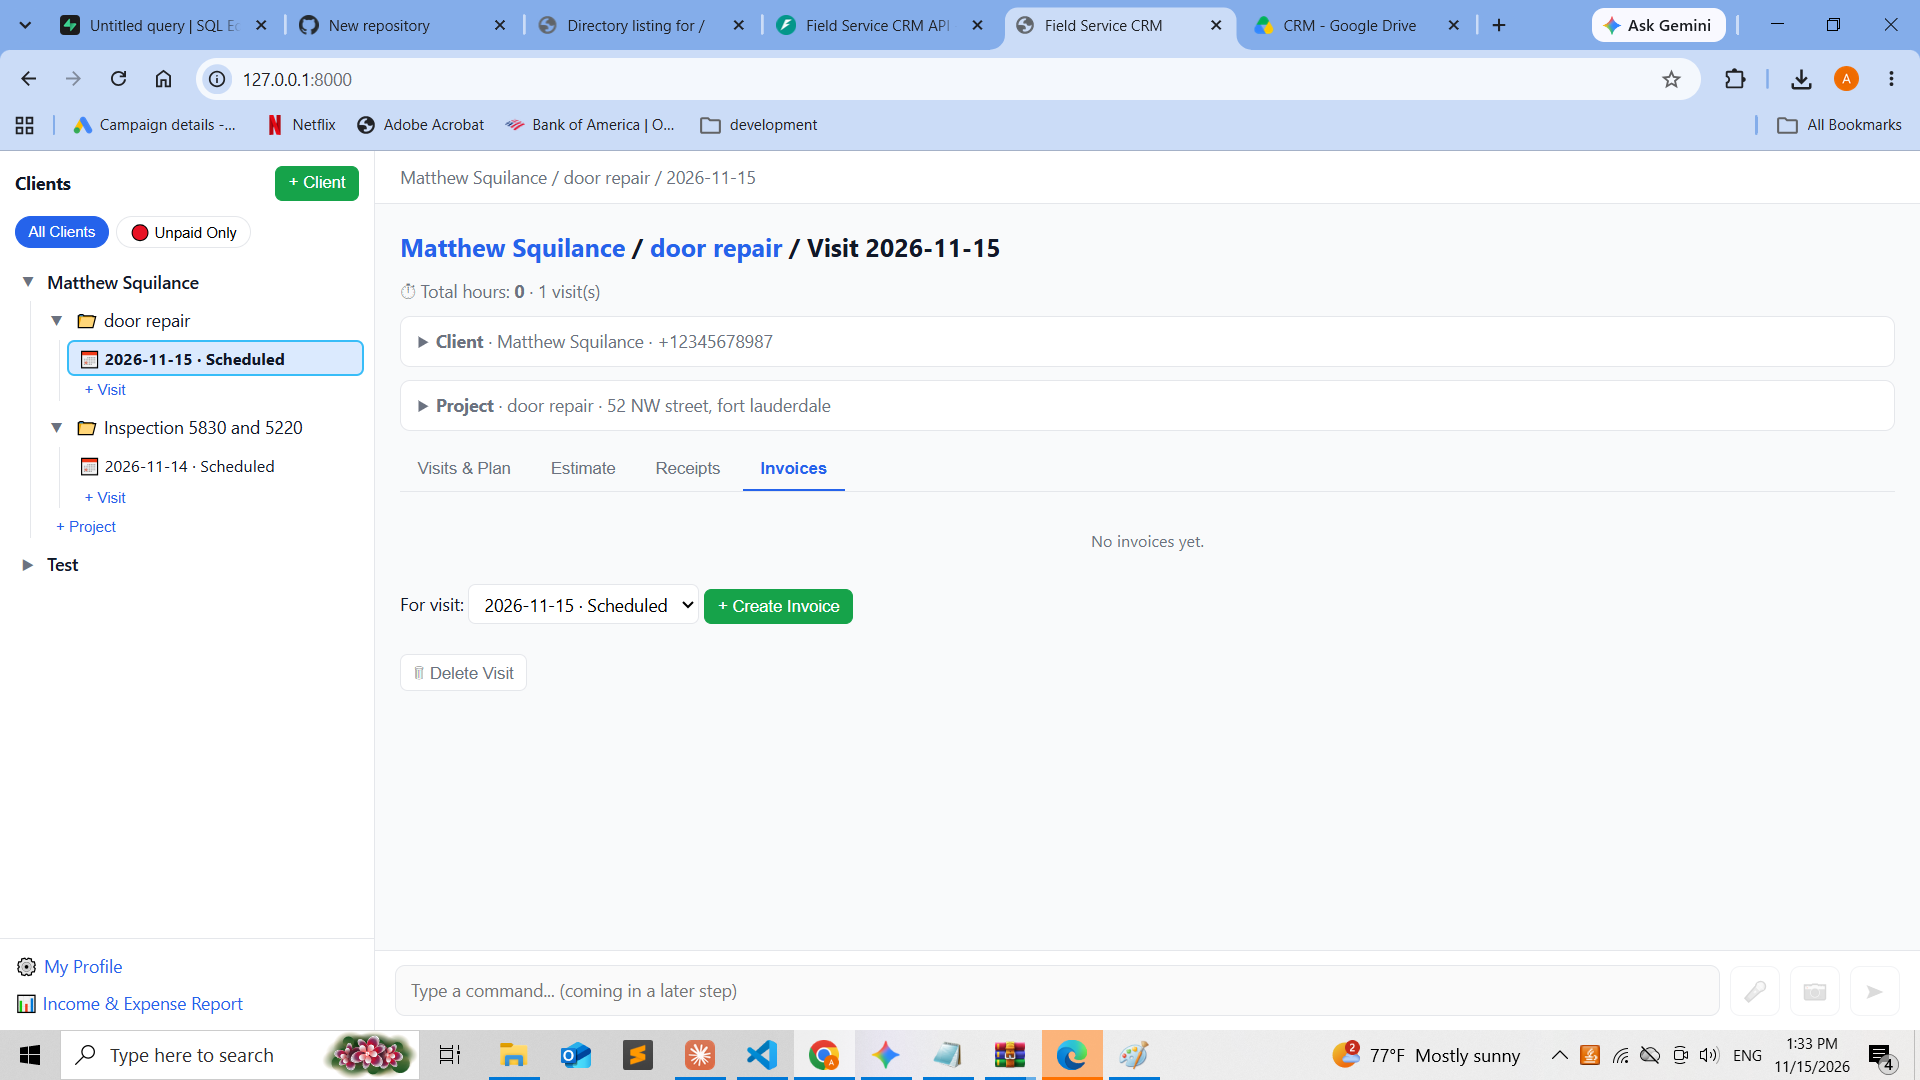 Untitled query | SQL Ec
New repository
Directory listing for /
Field Service CRM API
Field Service CRM
CRM - Google Drive
Ask Gemini
127.0.0.1:8000
A
Campaign details -...
Netflix
Adobe Acrobat
Bank of America | O...
development
All Bookmarks
Clients
+ Client
All Clients
Unpaid Only
Matthew Squilance
door repair
2026-11-15 · Scheduled
+ Visit
Inspection 5830 and 5220
2026-11-14 · Scheduled
+ Visit
+ Project
Test
My Profile
Income & Expense Report
Matthew Squilance / door repair / 2026-11-15
Matthew Squilance / door repair / Visit 2026-11-15
Total hours: 0 · 1 visit(s)
Client · Matthew Squilance · +12345678987
Project · door repair · 52 NW street, fort lauderdale
Visits & Plan
Estimate
Receipts
Invoices
No invoices yet.
For visit: 2026-11-15 · Scheduled + Create Invoice
Delete Visit
Type a command... (coming in a later step)
Type here to search
2
77°F Mostly sunny
ENG
1:33 PM
11/15/2026
4